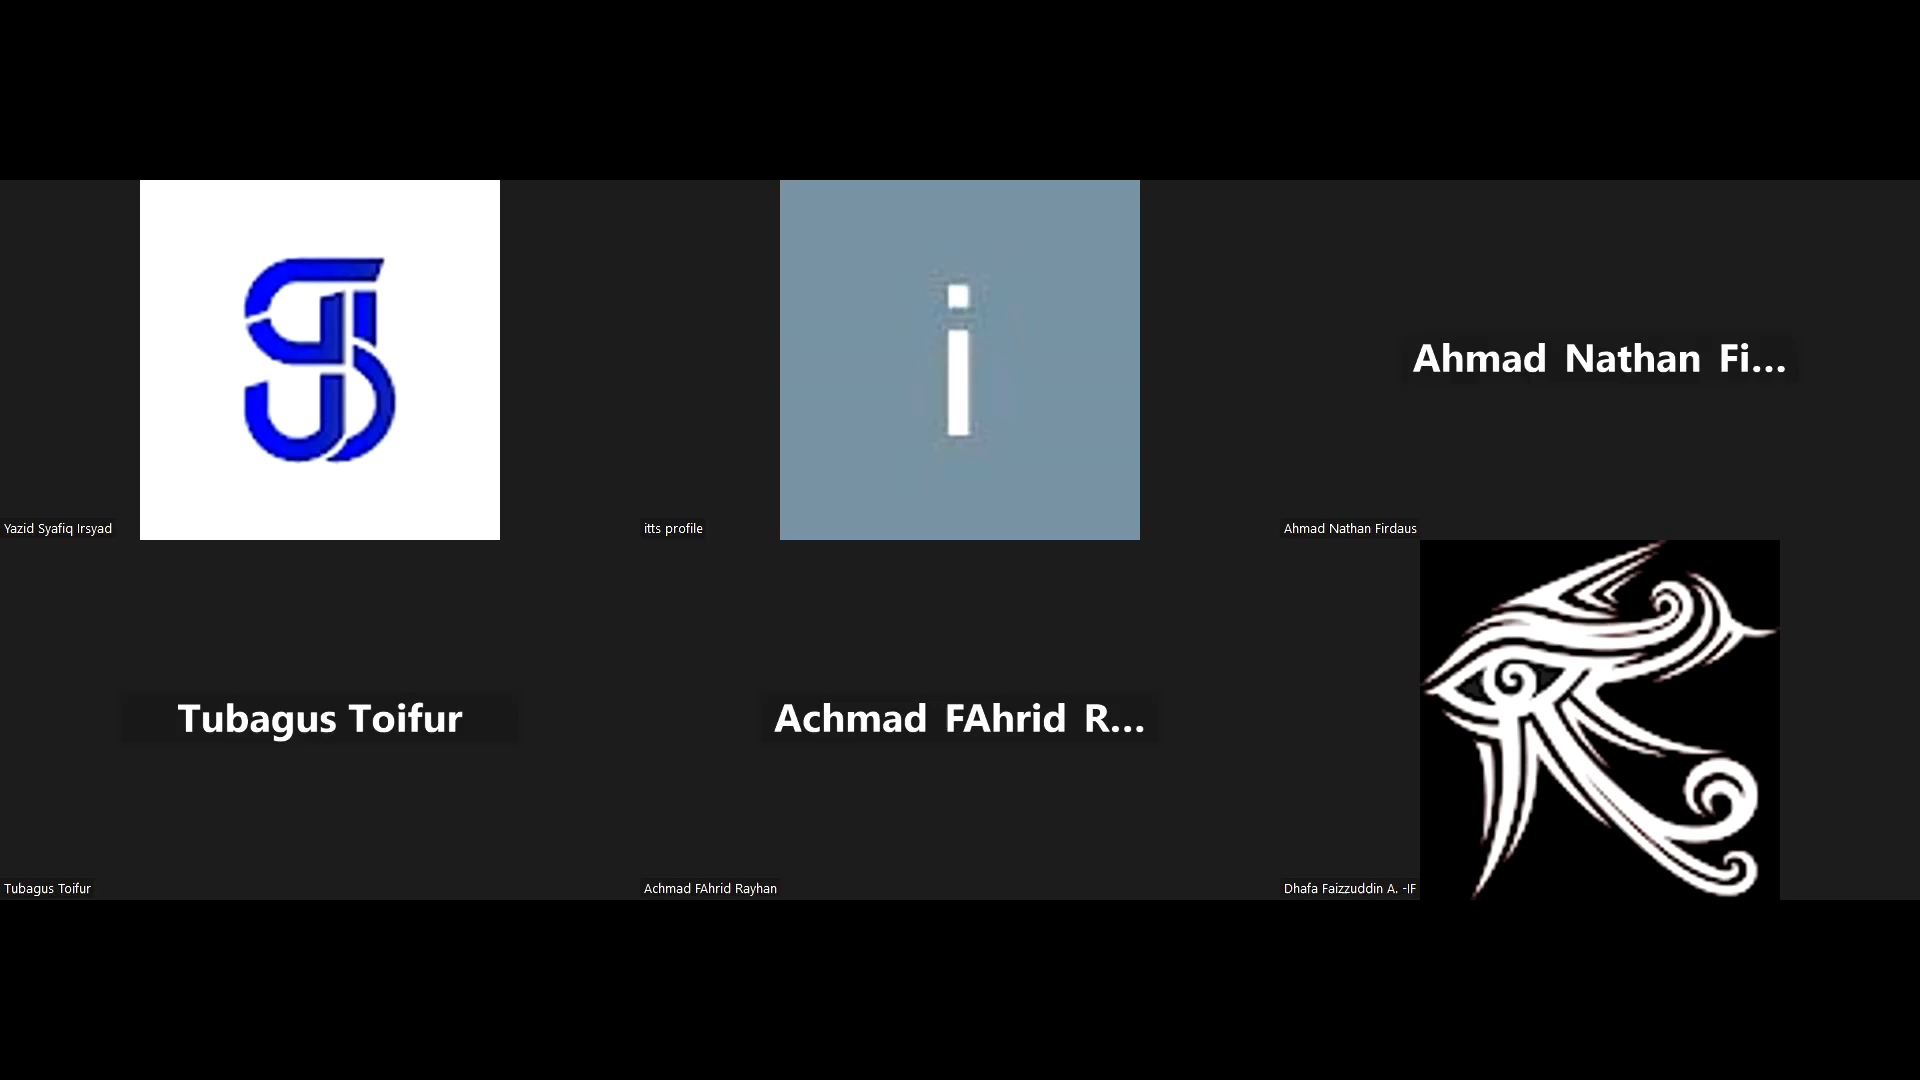 i
Ahmad Nathan Fi...
Yazid Syafiq Irsyad
itts profile
Ahmad Nathan Firdaus
Tubagus Toifur
Achmad FAhrid R...
Tubagus Toifur
Achmad FAhrid Rayhan
Dhafa Faizzuddin A. -IF